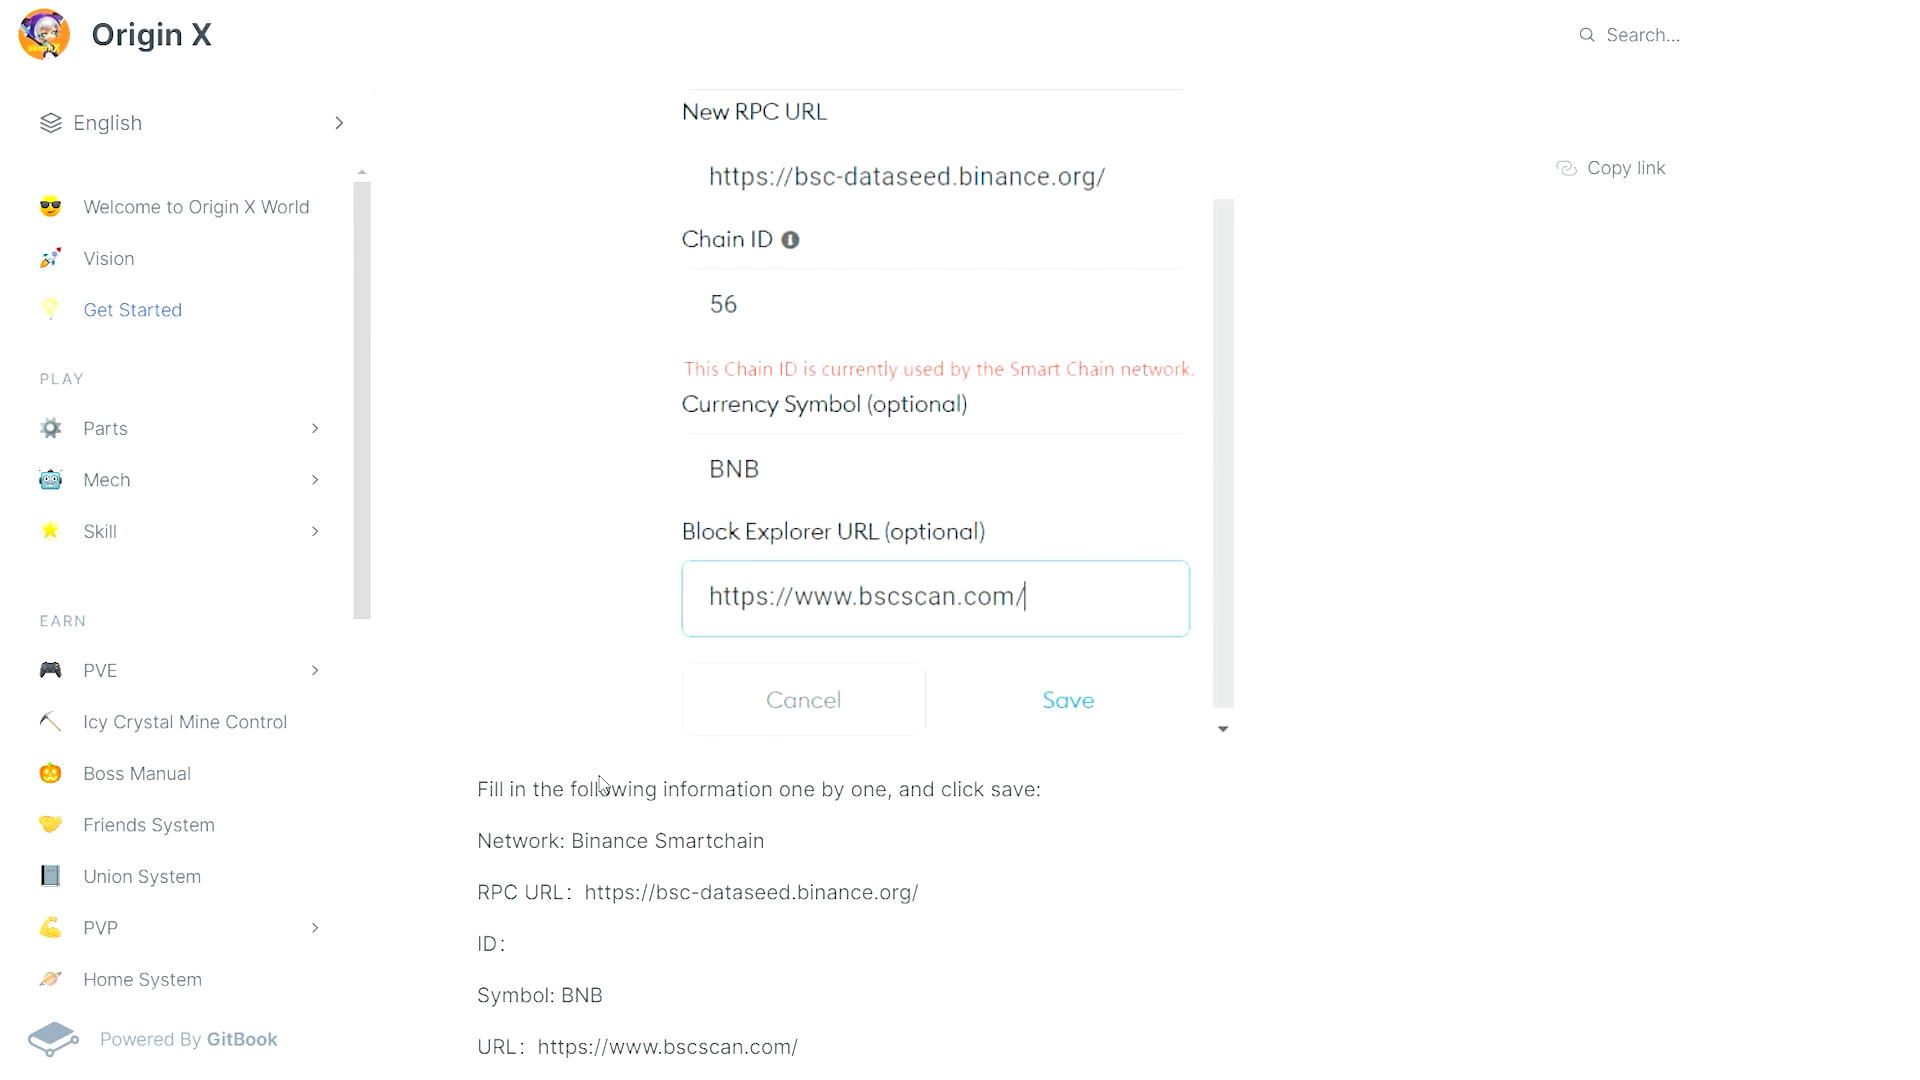 Origin X
Search...
English
Welcome to Origin X World
Vision
Get Started
PLAY
Parts
Mech
Skill
EARN
PVE
Icy Crystal Mine Control
Boss Manual
Friends System
Union System
PVP
Home System
Powered By GitBook
New RPC URL
https://bsc-dataseed.binance.org/
Chain ID
56
This Chain ID is currently used by the Smart Chain network.
Currency Symbol (optional)
BNB
Block Explorer URL (optional)
https://www.bscscan.com/
Cancel
Save
Fill in the following information one by one, and click save:
Network: Binance Smartchain
RPC URL：https://bsc-dataseed.binance.org/
ID：
Symbol: BNB
URL：https://www.bscscan.com/
Copy link